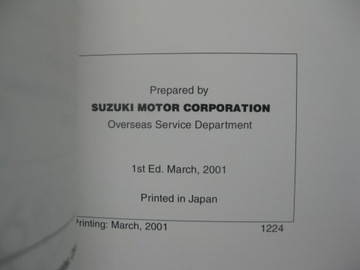 Prepared by
SUZUKI MOTOR CORPORATION
Overseas Service Department
1st Ed. March, 2001
Printed in Japan
Printing: March, 2001 1224